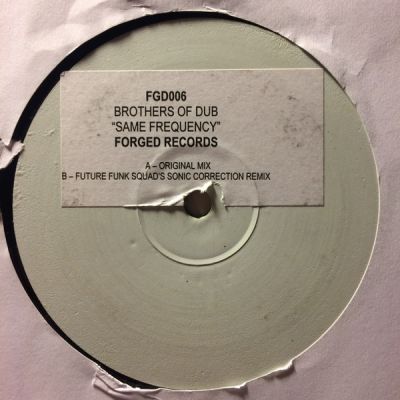 FGD006
BROTHERS OF DUB
"SAME FREQUENCY"
FORGED RECORDS
A – ORIGINAL MIX
B – FUTURE FUNK SQUAD'S SONIC CORRECTION REMIX